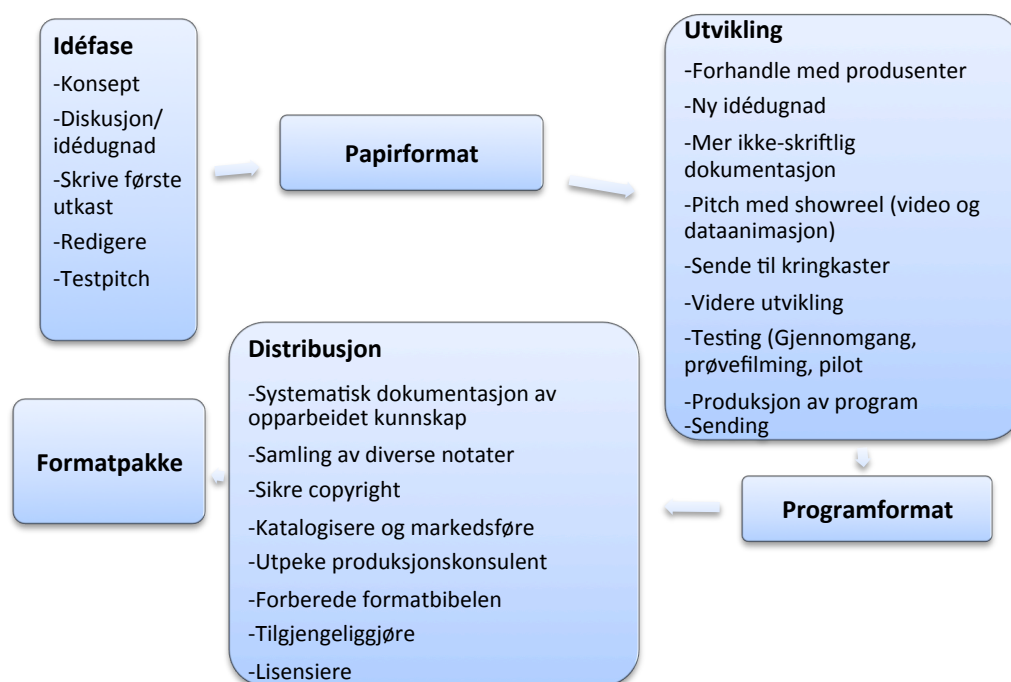 Idéfase
-Konsept
-Diskusjon/
idédugnad
-Skrive første
utkast
-Redigere
-Testpitch
Papirformat
Utvikling
-Forhandle med produsenter
-Ny idédugnad
-Mer ikke-skriftlig
dokumentasjon
-Pitch med showreel (video og
dataanimasjon)
-Sende til kringkaster
-Videre utvikling
-Testing (Gjennomgang,
prøvefilming, pilot
-Produksjon av program
-Sending
Programformat
Distribusjon
-Systematisk dokumentasjon av
opparbeidet kunnskap
-Samling av diverse notater
-Sikre copyright
-Katalogisere og markedsføre
-Utpeke produksjonskonsulent
-Forberede formatbibelen
-Tilgjengeliggjøre
-Lisensiere
Formatpakke